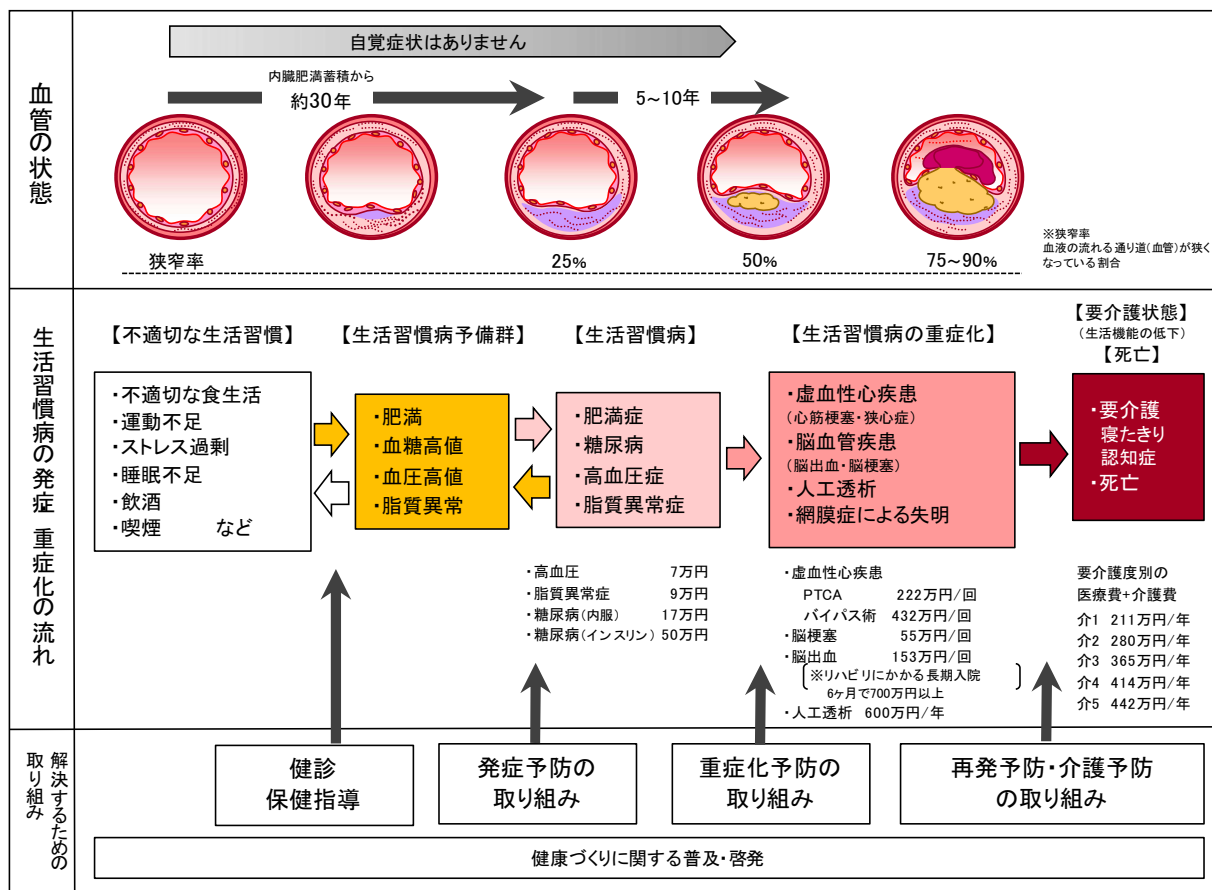 血管の状態
自覚症状はありません
内臓肥満蓄積から
約30年
5～10年
狭窄率
25%
50%
75～90%
※狭窄率
血液の流れる通り道(血管)が狭く
なっている割合
生活習慣病の発症・重症化の流れ
【不適切な生活習慣】
・不適切な食生活
・運動不足
・ストレス過剰
・睡眠不足
・飲酒
・喫煙　　など
【生活習慣病予備群】
・肥満
・血糖高値
・血圧高値
・脂質異常
【生活習慣病】
・肥満症
・糖尿病
・高血圧症
・脂質異常症
・高血圧　7万円
・脂質異常症　9万円
・糖尿病(内服)　17万円
・糖尿病(インスリン)　50万円
【生活習慣病の重症化】
・虚血性心疾患
(心筋梗塞・狭心症)
・脳血管疾患
(脳出血・脳梗塞)
・人工透析
・網膜症による失明
・虚血性心疾患
PTCA　222万円/回
バイパス術　432万円/回
・脳梗塞　55万円/回
・脳出血　153万円/回
※リハビリにかかる長期入院
6ヶ月で700万円以上
・人工透析　600万円/年
【要介護状態】
(生活機能の低下)
【死亡】
・要介護
寝たきり
認知症
・死亡
要介護度別の
医療費+介護費
介1　211万円/年
介2　280万円/年
介3　365万円/年
介4　414万円/年
介5　442万円/年
解決するための
取り組み
健診
保健指導
発症予防の
取り組み
重症化予防の
取り組み
再発予防・介護予防
の取り組み
健康づくりに関する普及・啓発